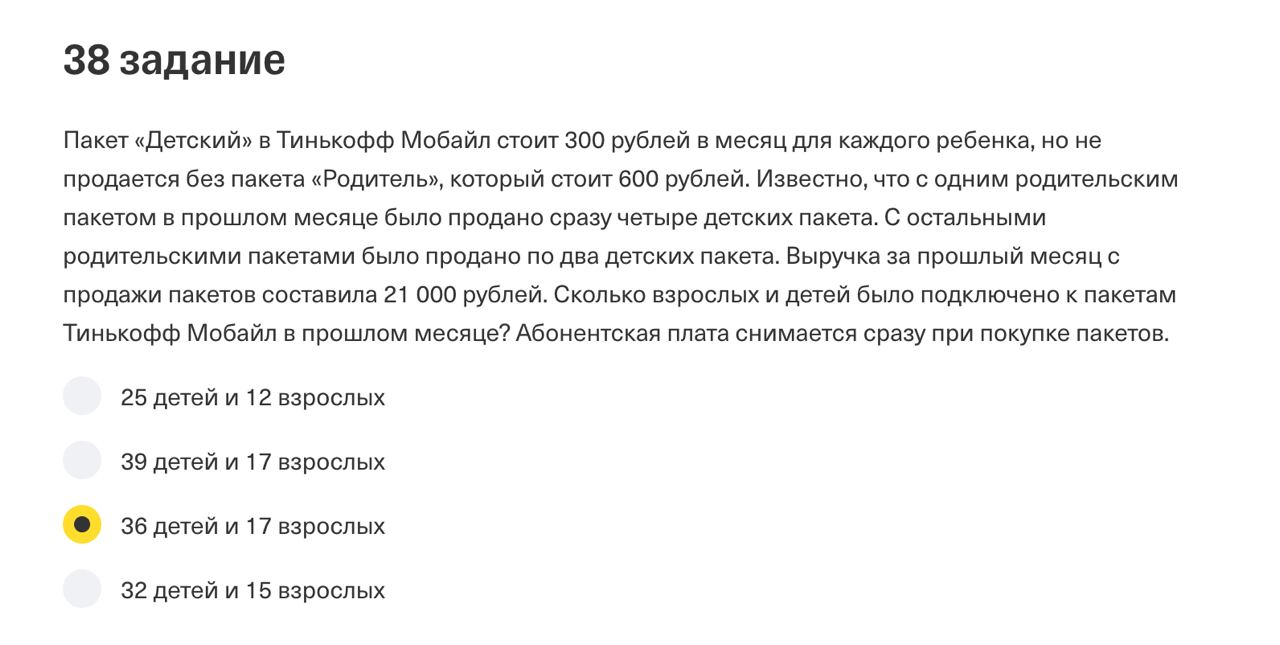 38 задание
Пакет «Детский» в Тинькофф Мобайл стоит 300 рублей в месяц для каждого ребенка, но не
продается без пакета «Родитель», который стоит 600 рублей. Известно, что с одним родительским
пакетом в прошлом месяце было продано сразу четыре детских пакета. С остальными
родительскими пакетами было продано по два детских пакета. Выручка за прошлый месяц с
продажи пакетов составила 21 000 рублей. Сколько взрослых и детей было подключено к пакетам
Тинькофф Мобайл в прошлом месяце? Абонентская плата снимается сразу при покупке пакетов.
25 детей и 12 взрослых
39 детей и 17 взрослых
36 детей и 17 взрослых
32 детей и 15 взрослых